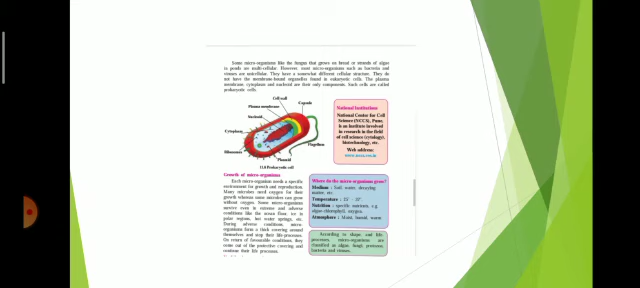 Some micro-organisms like the fungus that grows on bread or strands of algae
in ponds are multi-cellular. However, most micro-organisms such as bacteria and
viruses are unicellular. They have a somewhat different cellular structure. They do
not have the membrane-bound organelles found in eukaryotic cells. The plasma
membrane, cytoplasm and nucleoid are their only components. Such cells are called
prokaryotic cells.
Cell wall
Plasma membrane
Capsule
Nucleoid
Cytoplasm
Flagellum
Ribosomes
Plasmid
11.6 Prokaryotic cell
National Institutions
National Center for Cell
Science (NCCS), Pune
is an Institute involved
in research in the field
of cell science (cytology),
biotechnology, etc.
Web address:
www.nccs.res.in
Growth of micro-organisms
Each micro-organism needs a specific
environment for growth and reproduction.
Many microbes need oxygen for their
growth whereas some microbes can grow
without oxygen. Some micro-organisms
survive even in extreme and adverse
conditions like the ocean floor, ice in
polar regions, hot water springs, etc.
During adverse conditions, micro-
organisms form a thick covering around
themselves and stop their life-processes.
On return of favourable conditions, they
come out of the protective covering and
continue their life processes.
Where do the micro-organisms grow?
Medium : Soil, water, decaying
matter, etc.
Temperature :
Nutrition : specific nutrients, e.g.
algae-chlorophyll, oxygen.
Atmosphere : Moist, humid, warm
According to shape and life-
processes, micro-organisms are
classified as algae, fungi, protozoa,
bacteria and viruses.